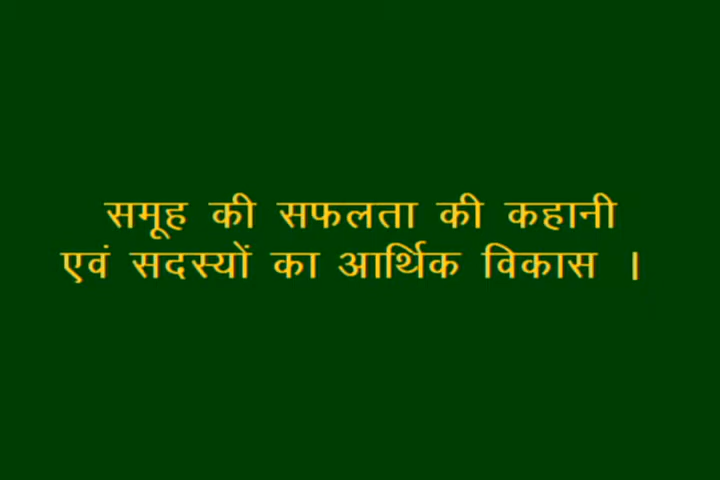 समूह की सफलता की कहानी
एवं सदस्यों का आर्थिक विकास ।